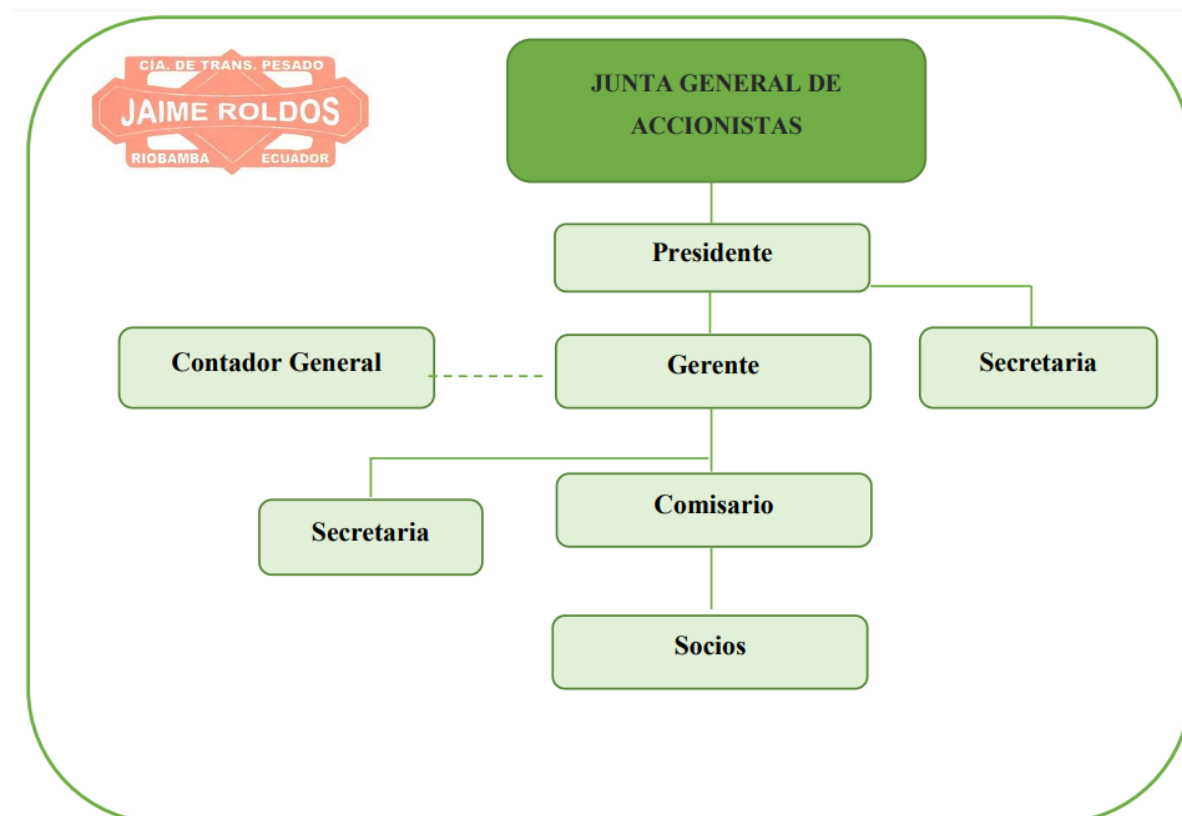 CÍA. DE TRANS. PESADO
JAIME ROLDOS
RIOBAMBA ECUADOR
JUNTA GENERAL DE
ACCIONISTAS
Presidente
Contador General
Gerente
Secretaria
Secretaria
Comisario
Socios